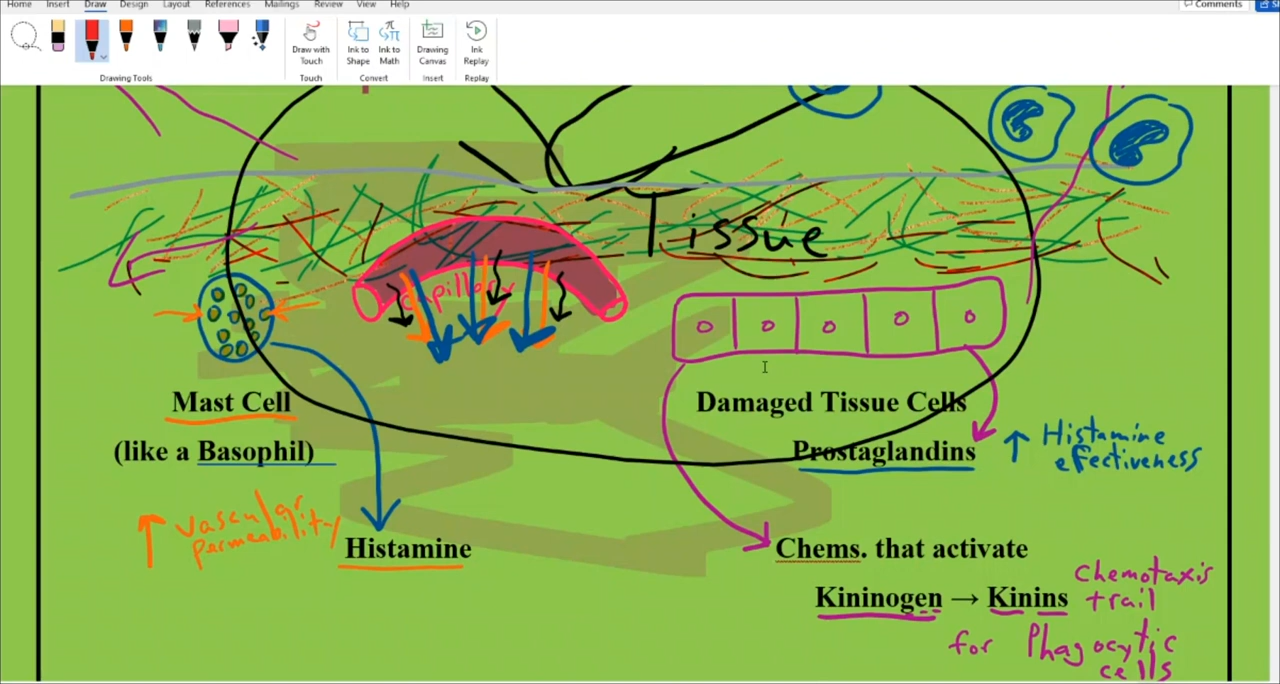 Home Insert Draw Design Layout References Mailings Review View Help
Comments
Draw with Touch
Ink to Shape
Ink to Math
Drawing Canvas
Ink Replay
Drawing Tools
Touch
Convert
Insert
Replay
Tissue
Capillary
Mast Cell
(like a Basophil)
Damaged Tissue Cells
Prostaglandins
↑ Histamine
effectiveness
↑ Vascular
permeability
Histamine
Chems. that activate
Kininogen → Kinins
Chemotaxis
trail
for Phagocytic
cells